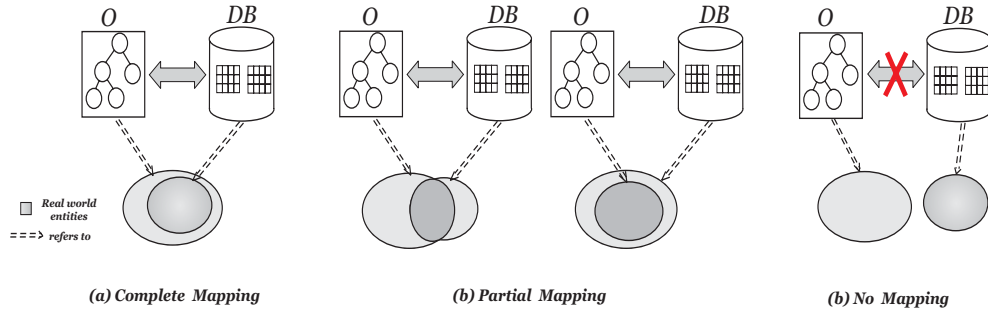 O DB O DB O DB O DB
Real world
entities
refers to
(a) Complete Mapping (b) Partial Mapping (b) No Mapping